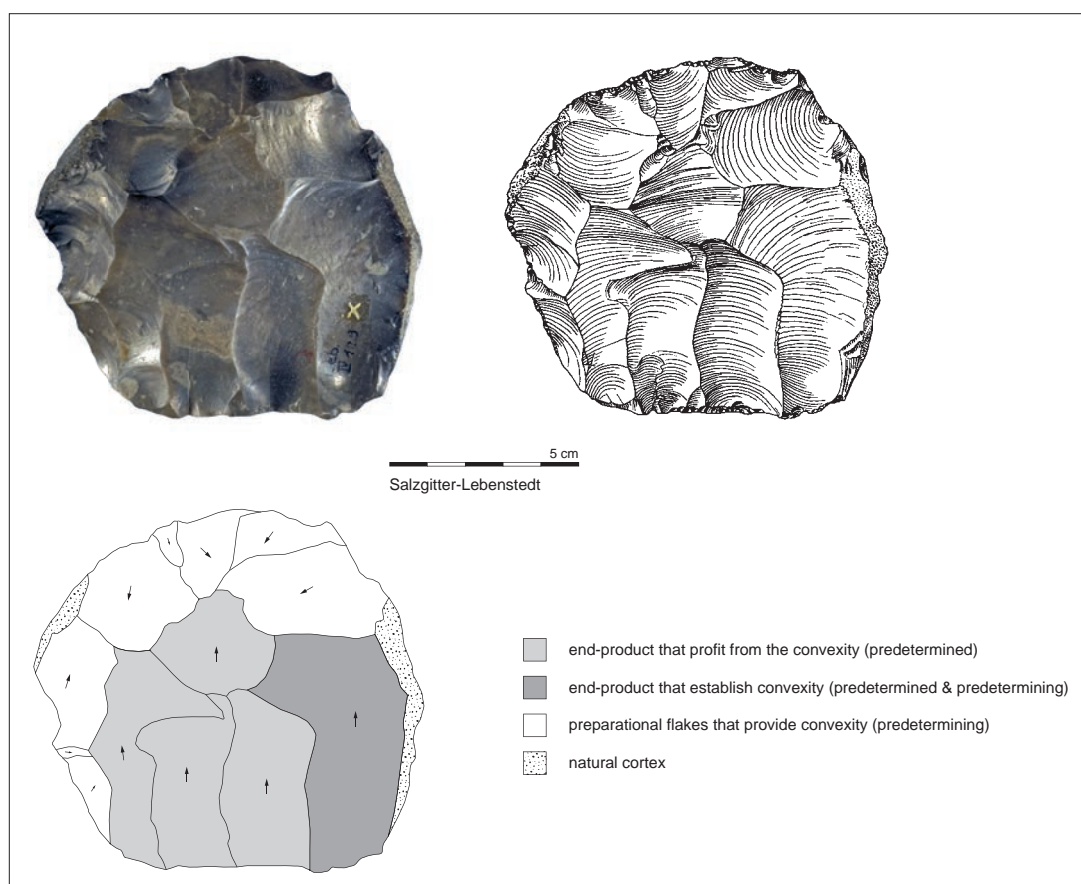 5 cm
Salzgitter-Lebenstedt
end-product that profit from the convexity (predetermined)
end-product that establish convexity (predetermined & predetermining)
preparational flakes that provide convexity (predetermining)
natural cortex